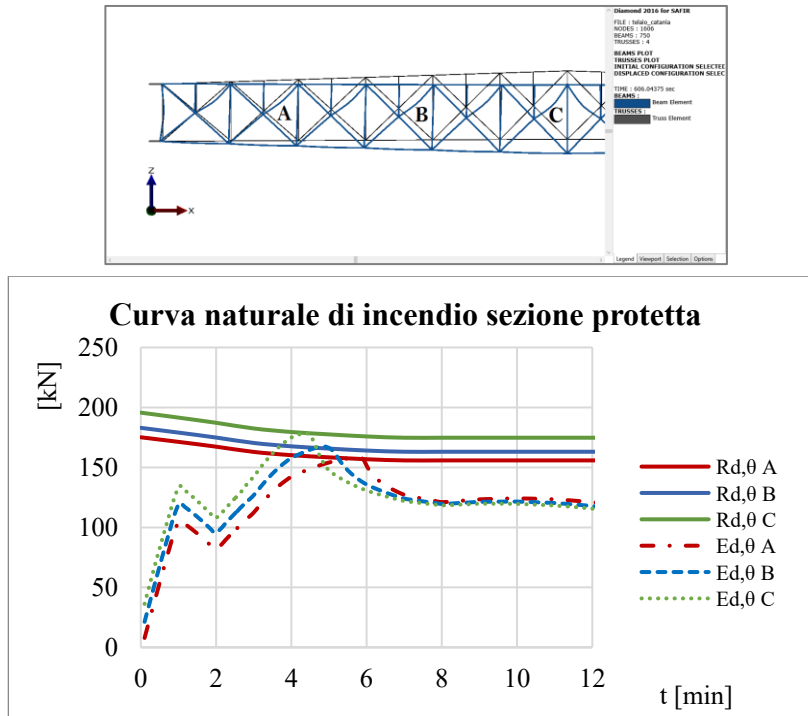 Diamond 2016 for SAFIR
FILE : telaio_catania
NODES : 1606
BEAMS : 750
TRUSSES : 4
BEAMS PLOT
TRUSSES PLOT
INITIAL CONFIGURATION SELECTED
DISPLACED CONFIGURATION SELEC
TIME : 606.04375 sec
BEAMS :
Beam Element
TRUSSES :
Truss Element
A B C
Z
X
Legend Viewport Selection Options
Curva naturale di incendio sezione protetta
[kN]
250
200
150
100
50
0
0 2 4 6 8 10 12
t [min]
Rd,θ A
Rd,θ B
Rd,θ C
Ed,θ A
Ed,θ B
Ed,θ C